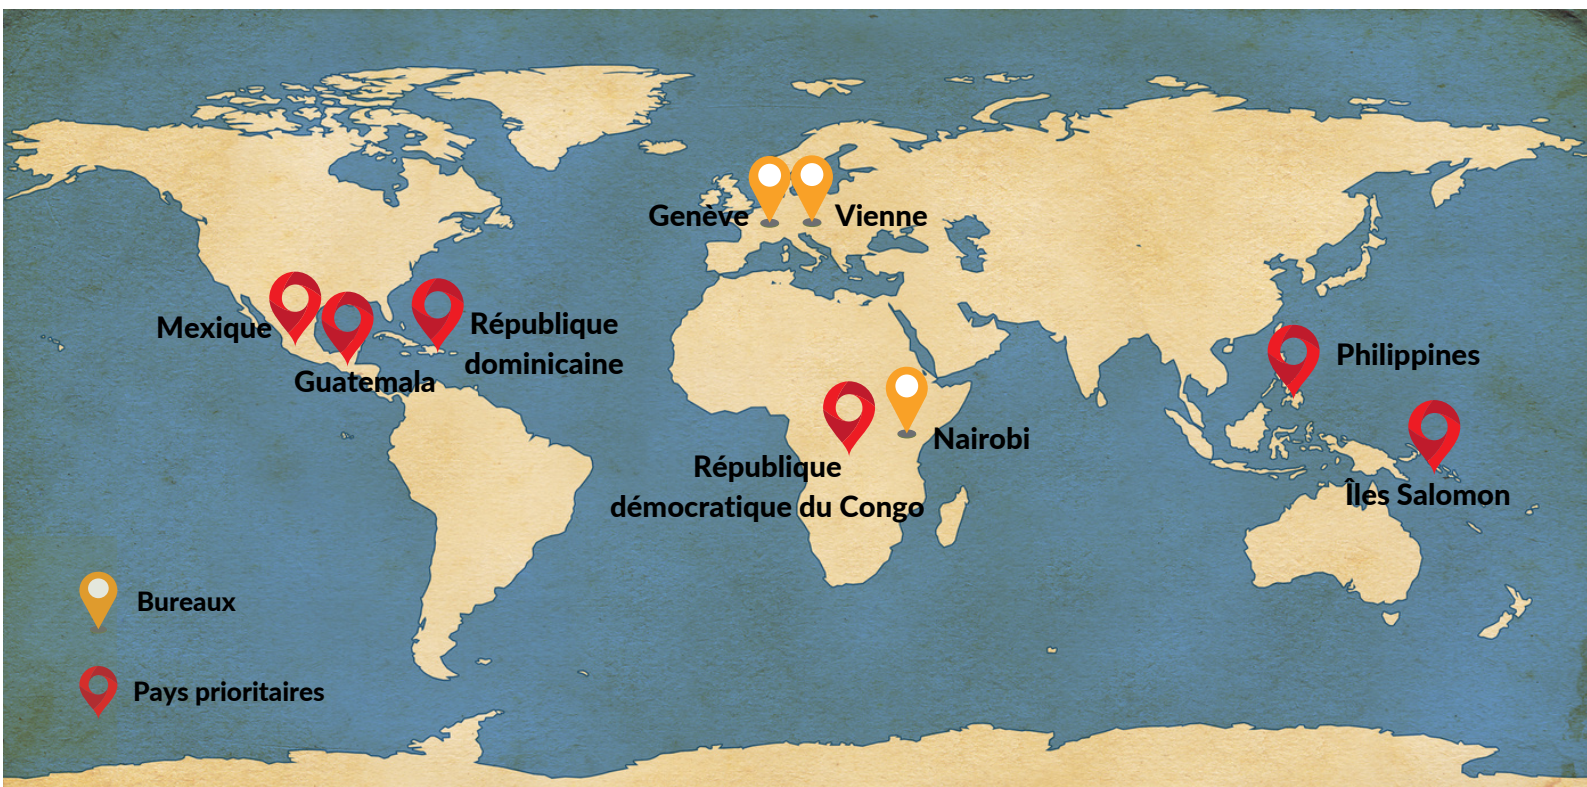 Genève
Vienne
Mexique
République
dominicaine
Guatemala
Philippines
Nairobi
République
démocratique du Congo
Îles Salomon
Bureaux
Pays prioritaires